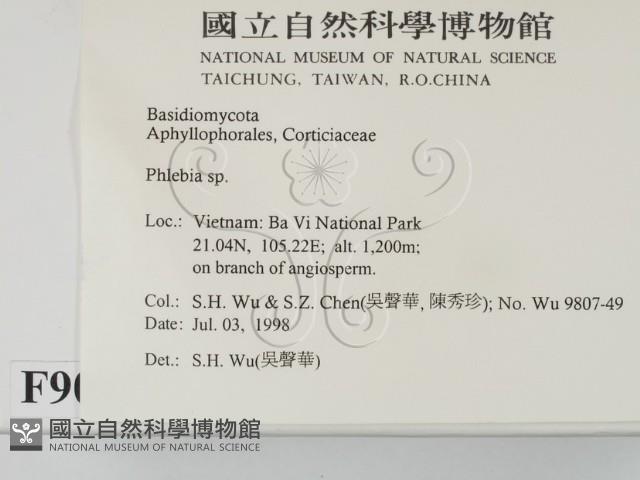 國立自然科學博物館
NATIONAL MUSEUM OF NATURAL SCIENCE
TAICHUNG, TAIWAN, R.O.CHINA
Basidiomycota
Aphyllophorales, Corticiaceae
Phlebia sp.
Loc.: Vietnam: Ba Vi National Park
21.04N, 105.22E; alt. 1,200m;
on branch of angiosperm.
Col.: S.H. Wu & S.Z. Chen(吳聲華, 陳秀珍); No. Wu 9807-49
Date: Jul. 03, 1998
Det.: S.H. Wu(吳聲華)
國立自然科學博物館
NATIONAL MUSEUM OF NATURAL SCIENCE